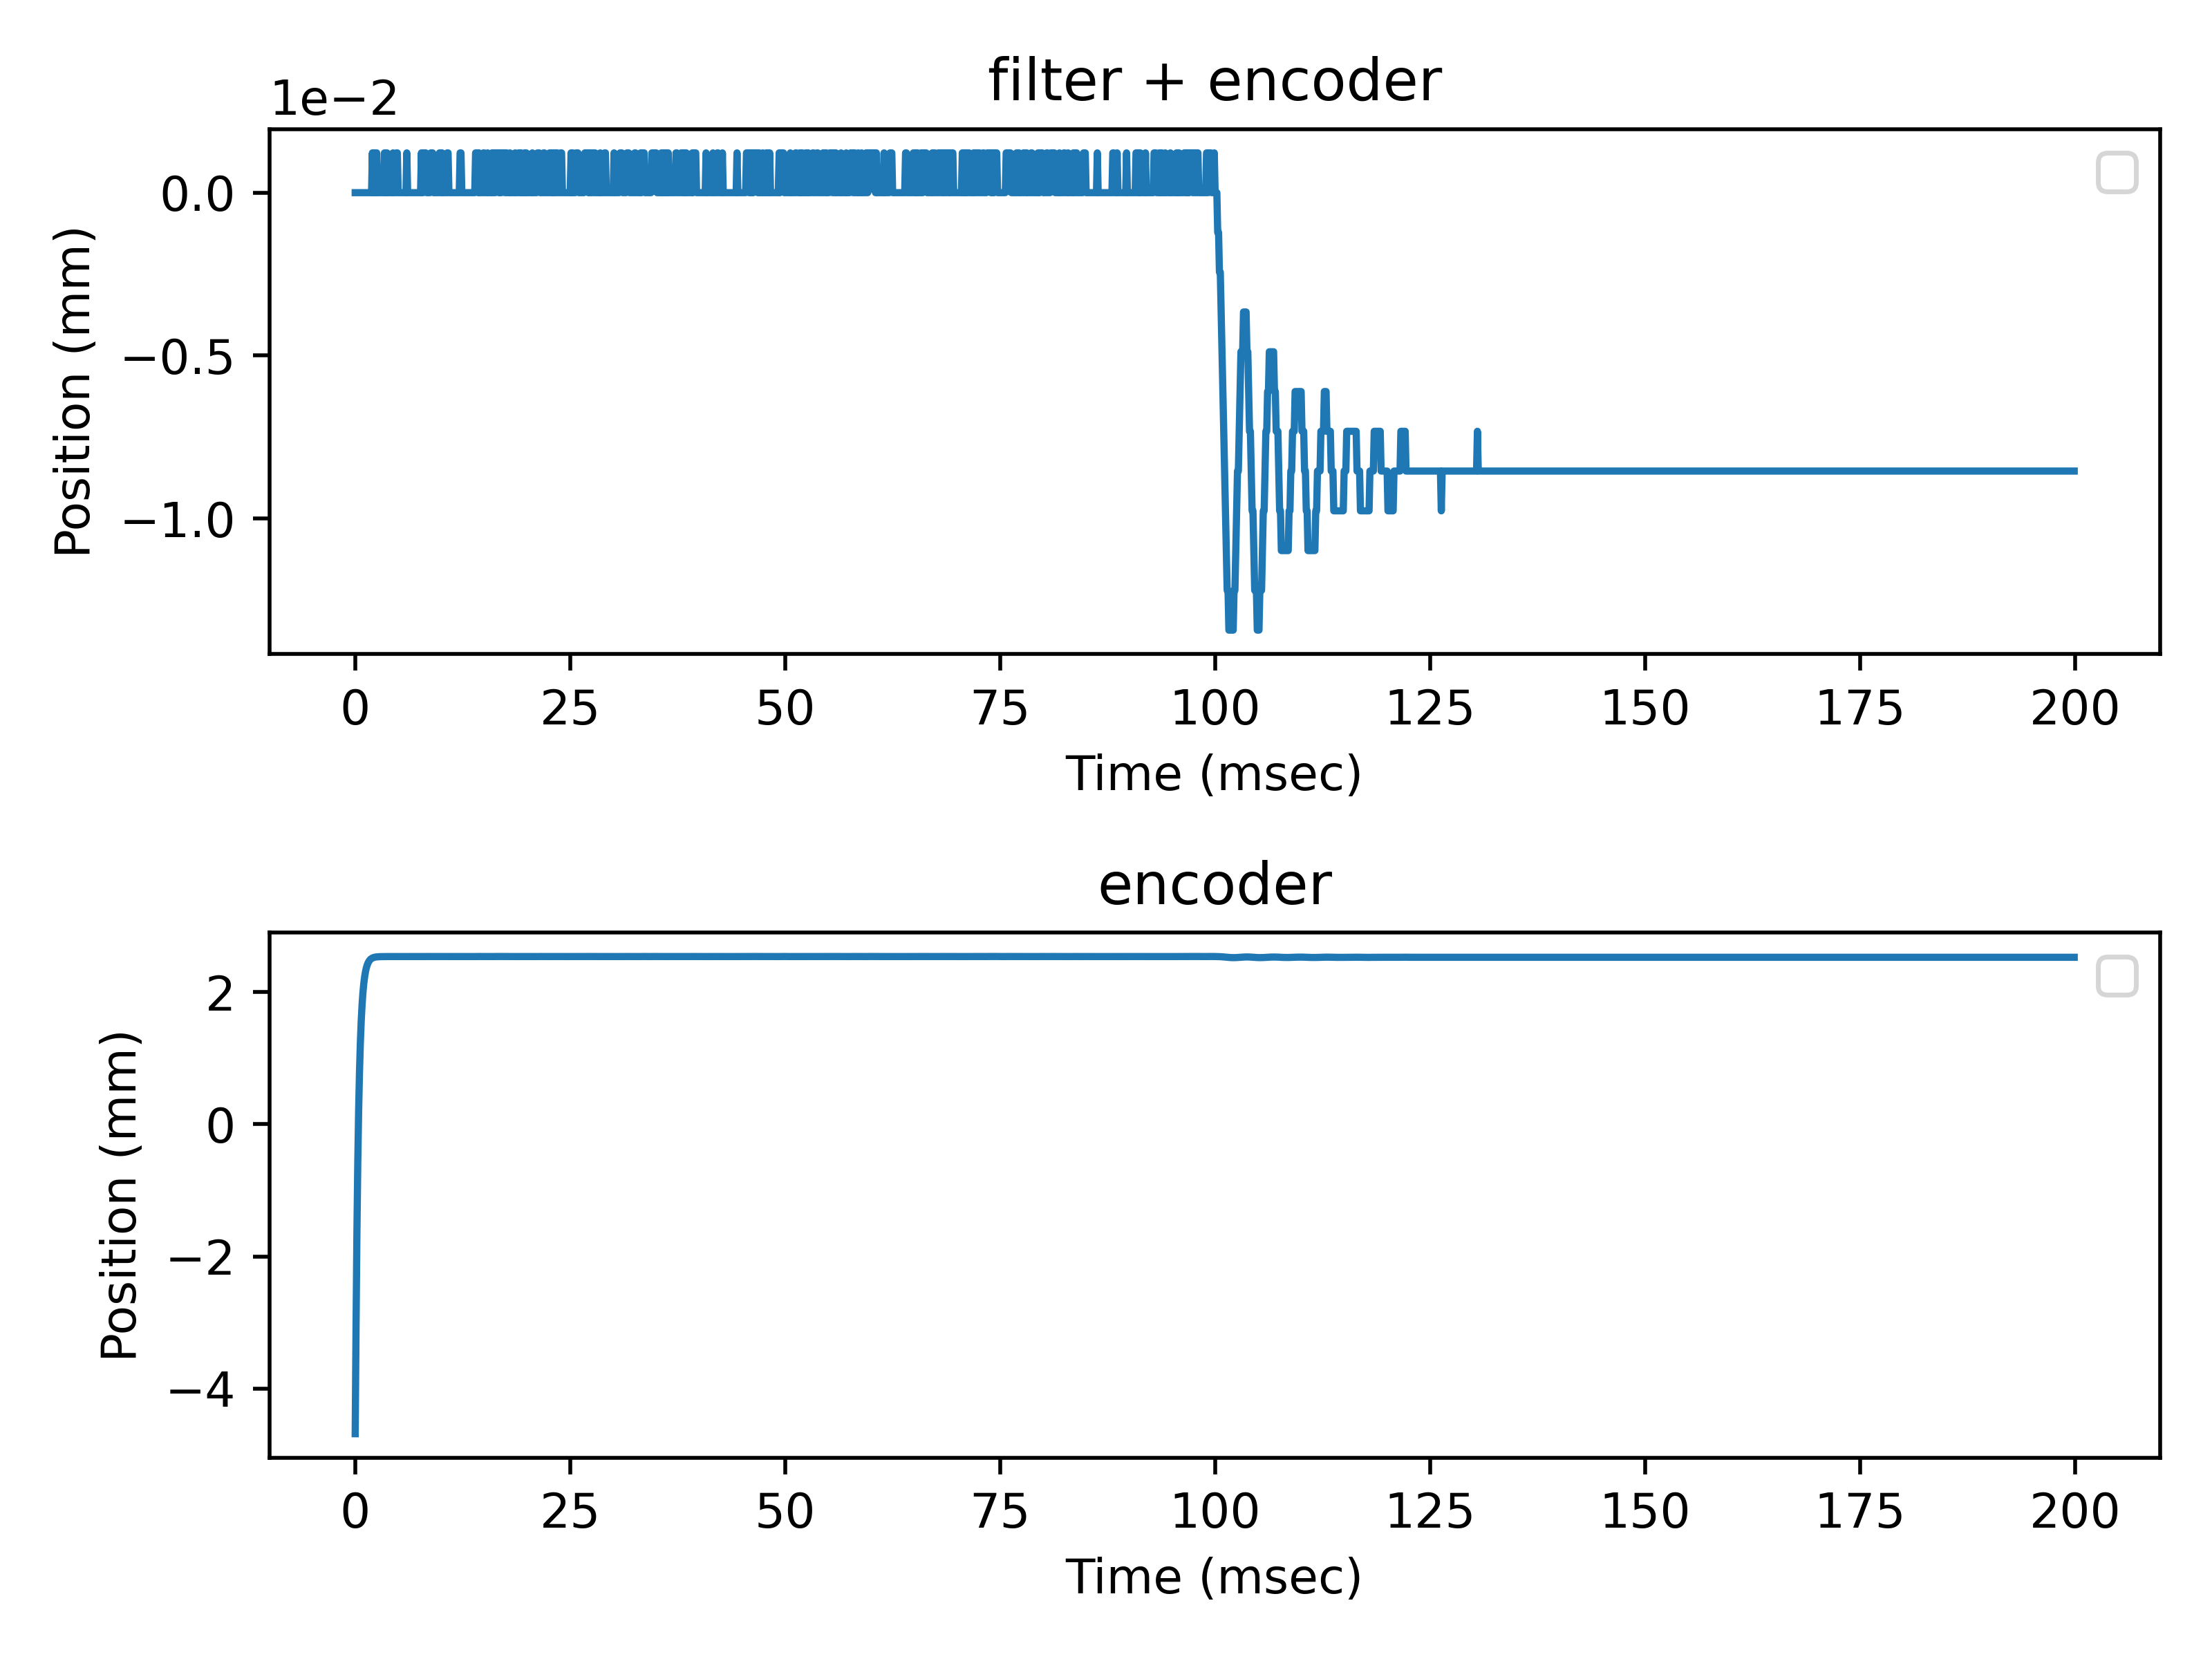 filter + encoder
1e−2
0.0
−0.5
−1.0
Position (mm)
0 25 50 75 100 125 150 175 200
Time (msec)
encoder
2
0
−2
−4
Position (mm)
0 25 50 75 100 125 150 175 200
Time (msec)